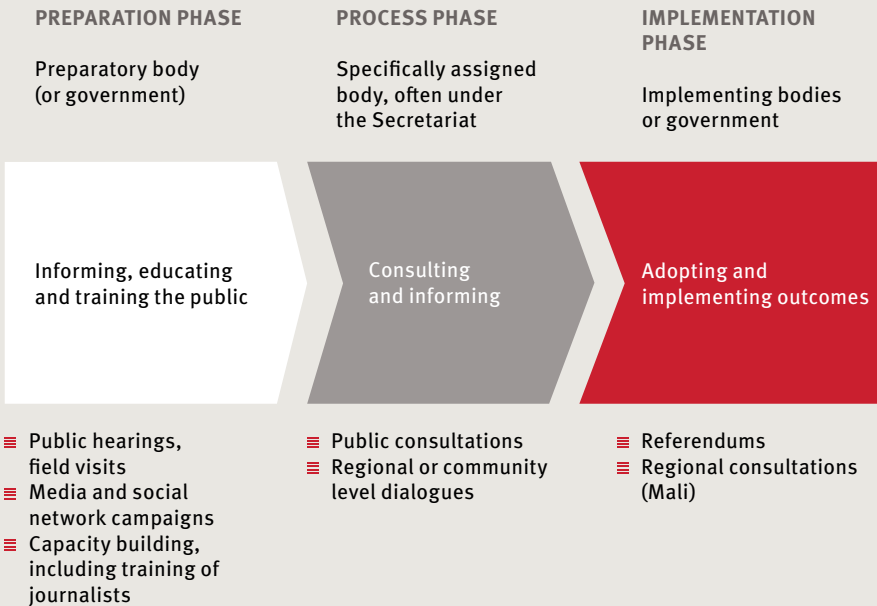 PREPARATION PHASE
Preparatory body
(or government)
Informing, educating
and training the public
Public hearings,
field visits
Media and social
network campaigns
Capacity building,
including training of
journalists
PROCESS PHASE
Specifically assigned
body, often under
the Secretariat
Consulting
and informing
Public consultations
Regional or community
level dialogues
IMPLEMENTATION
PHASE
Implementing bodies
or government
Adopting and
implementing outcomes
Referendums
Regional consultations
(Mali)